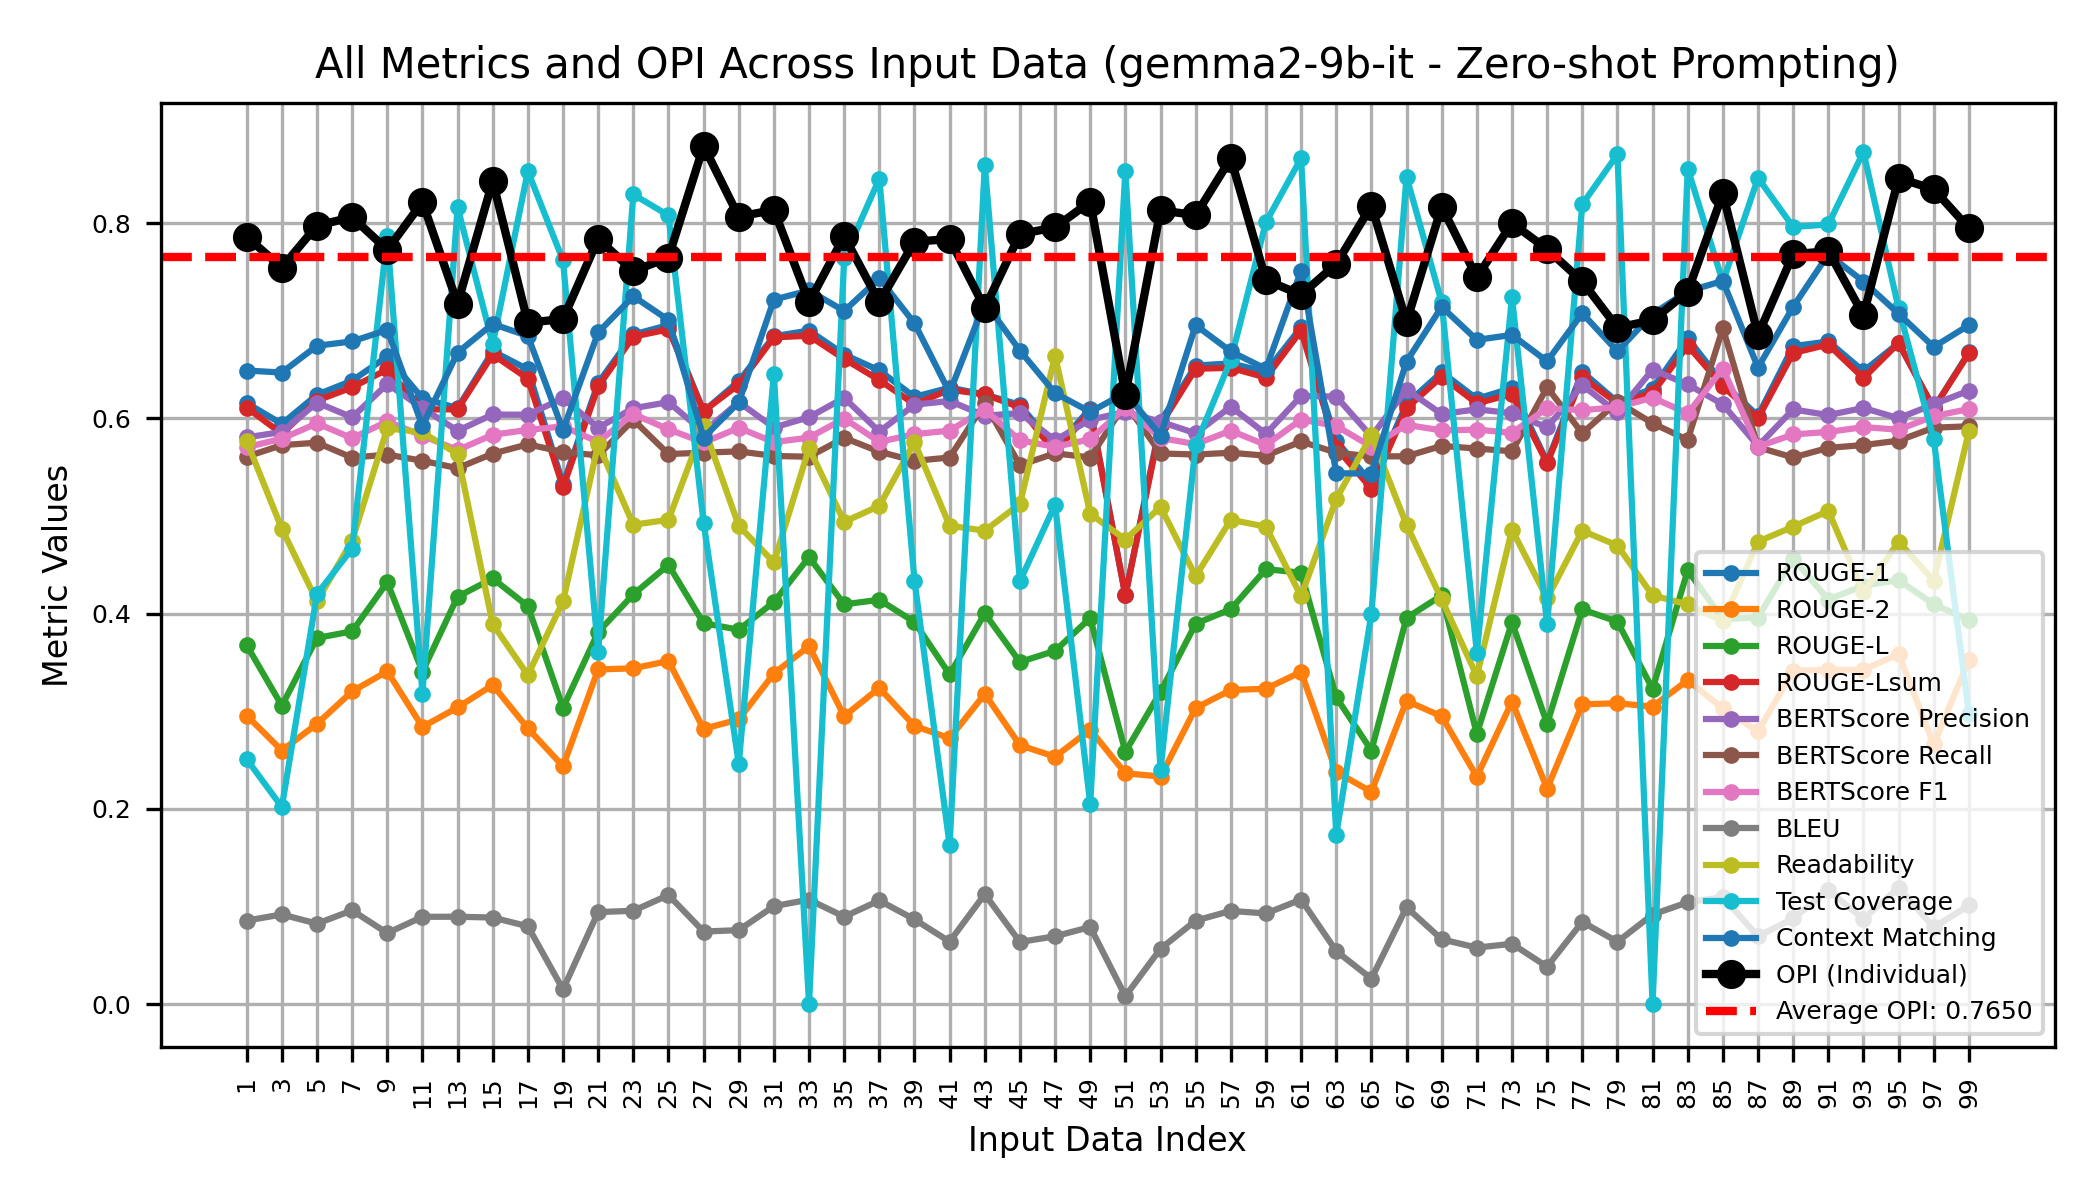 All Metrics and OPI Across Input Data (gemma2-9b-it - Zero-shot Prompting)
Metric Values
0.8
0.6
0.4
0.2
0.0
ROUGE-1
ROUGE-2
ROUGE-L
ROUGE-Lsum
BERTScore Precision
BERTScore Recall
BERTScore F1
BLEU
Readability
Test Coverage
Context Matching
OPI (Individual)
Average OPI: 0.7650
1 3 5 7 9 11 13 15 17 19 21 23 25 27 29 31 33 35 37 39 41 43 45 47 49 51 53 55 57 59 61 63 65 67 69 71 73 75 77 79 81 83 85 87 89 91 93 95 97 99
Input Data Index